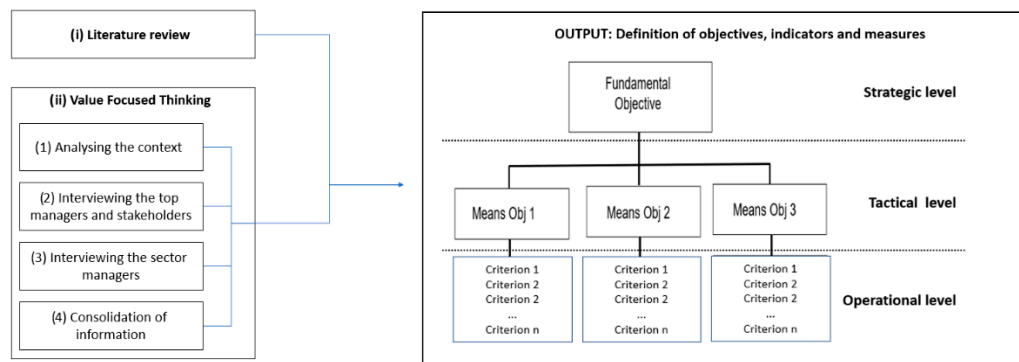 (i) Literature review
(ii) Value Focused Thinking
(1) Analysing the context
(2) Interviewing the top
managers and stakeholders
(3) Interviewing the sector
managers
(4) Consolidation of
information
OUTPUT: Definition of objectives, indicators and measures
Fundamental
Objective
Strategic level
Means Obj 1
Means Obj 2
Means Obj 3
Tactical level
Criterion 1
Criterion 2
Criterion 2
...
Criterion n
Criterion 1
Criterion 2
Criterion 2
...
Criterion n
Criterion 1
Criterion 2
Criterion 2
...
Criterion n
Operational level